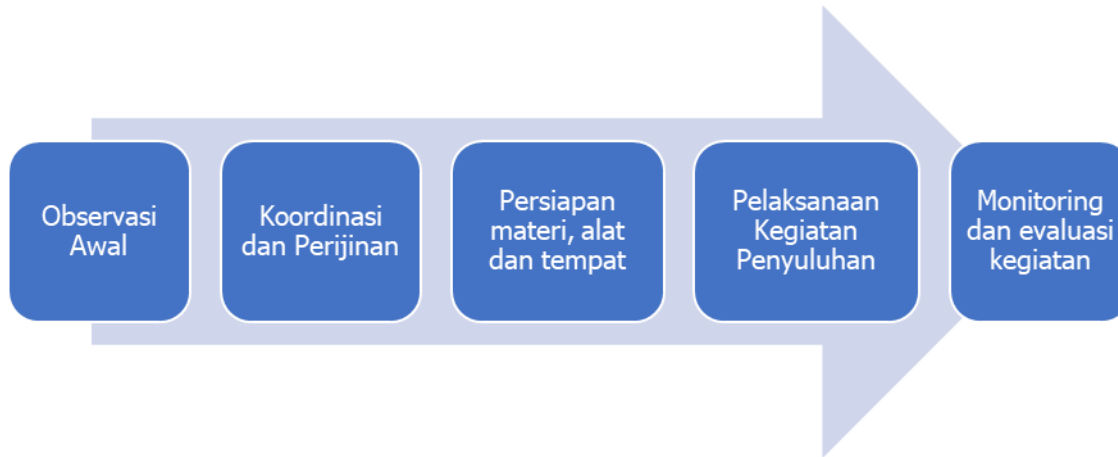 Observasi
Awal
Koordinasi
dan Perijinan
Persiapan
materi, alat
dan tempat
Pelaksanaan
Kegiatan
Penyuluhan
Monitoring
dan evaluasi
kegiatan